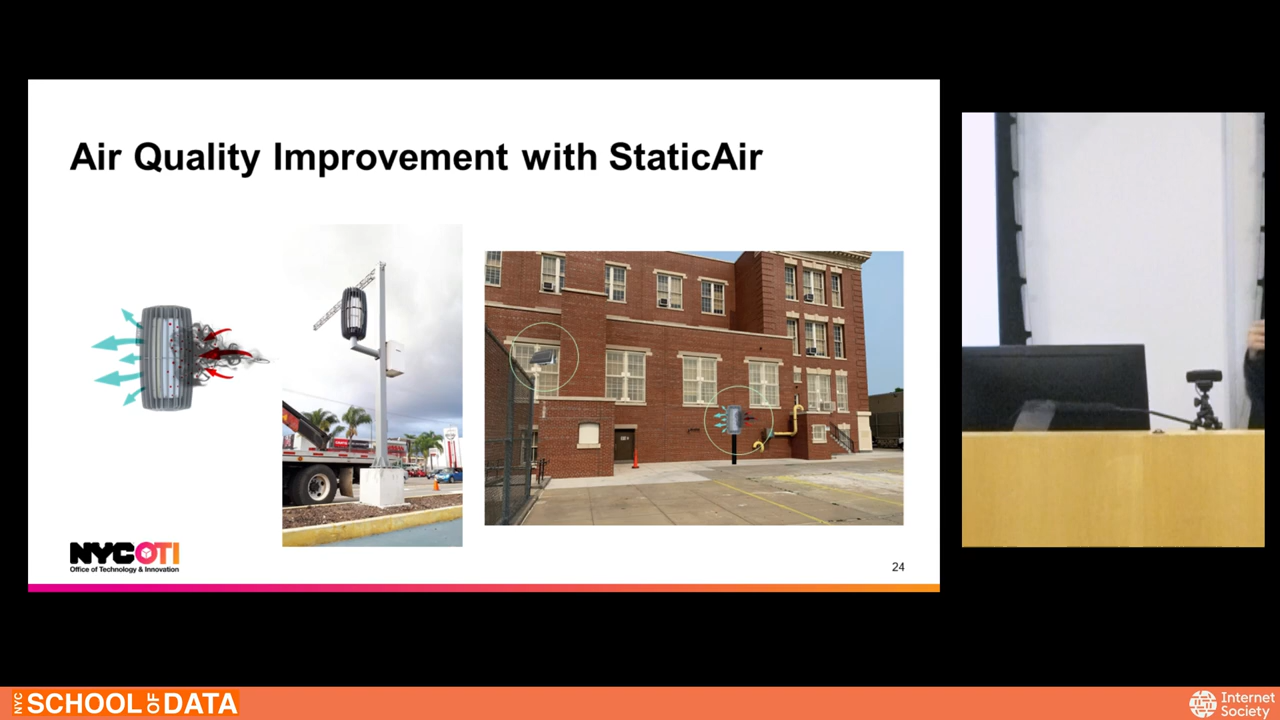 Air Quality Improvement with StaticAir
NYCOTI
Office of Technology & Innovation
24
NYC SCHOOL OF DATA
Internet
Society